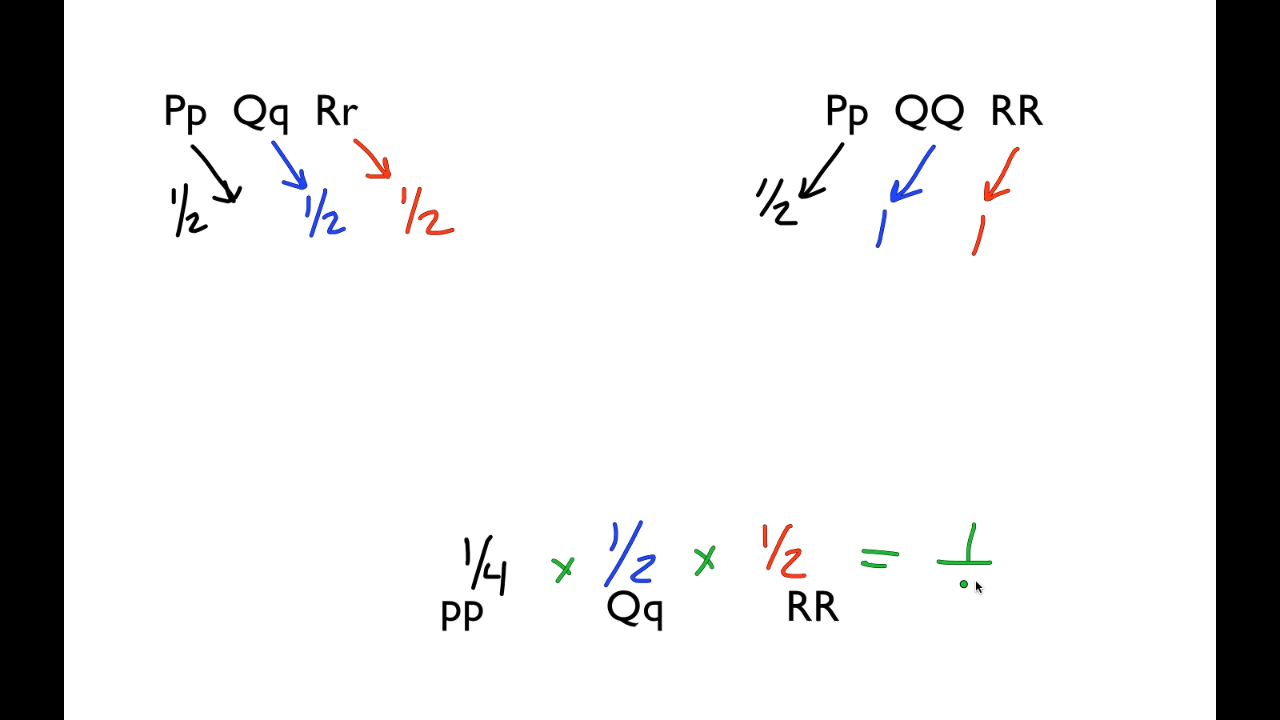 Pp Qq Rr
Pp QQ RR
1/2 1/2 1/2
1/2 1 1
1/4 x 1/2 x 1/2 = 1
pp Qq RR